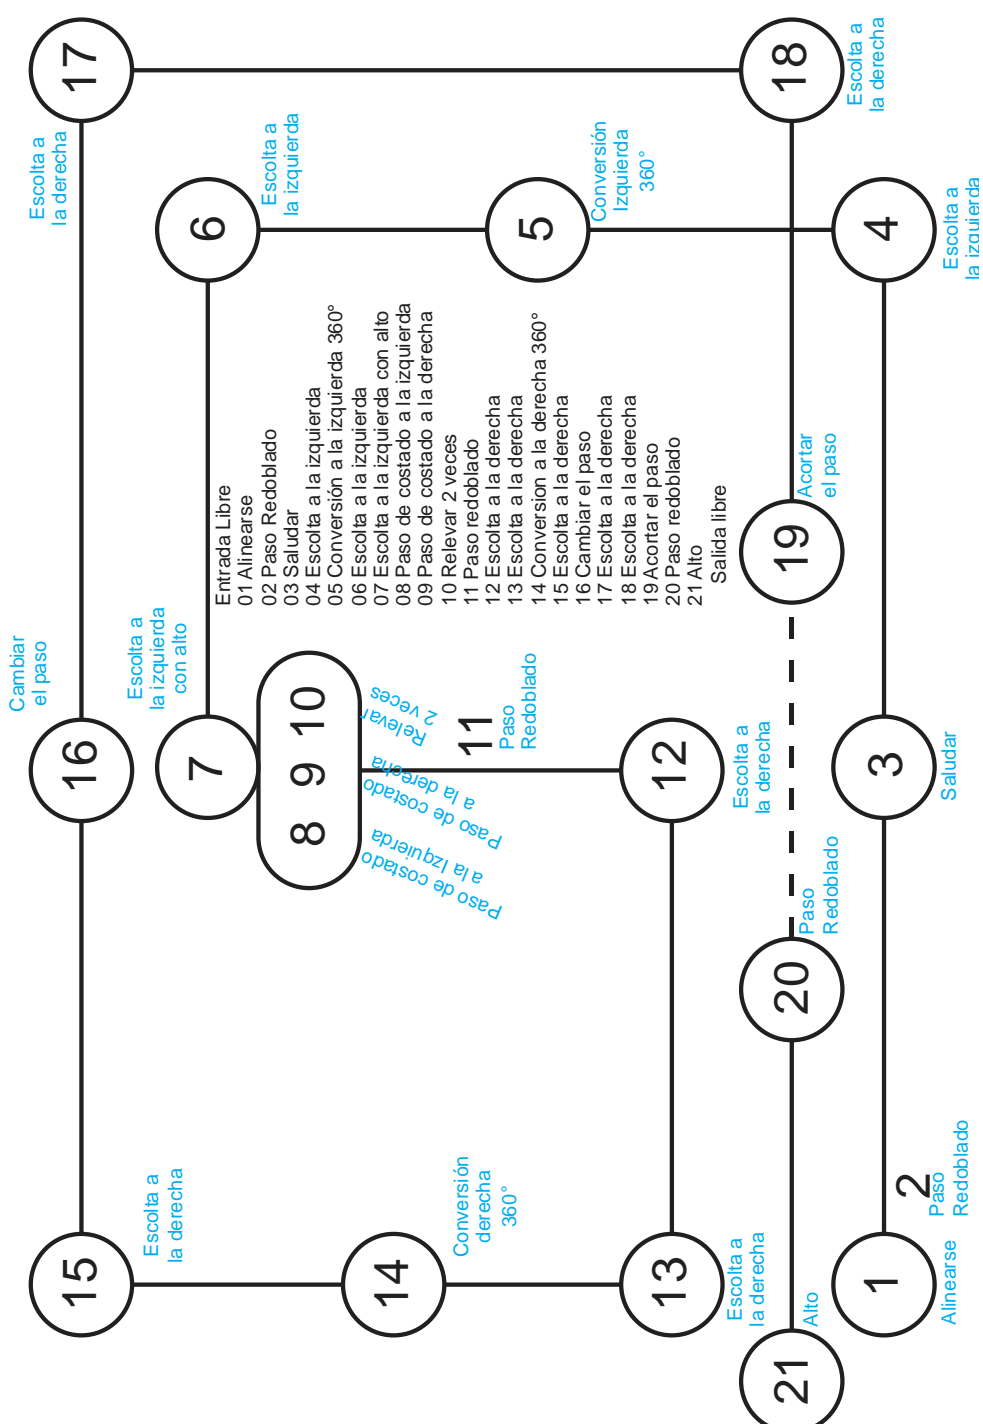 17
Escolta a
la derecha
18
Escolta a
la derecha
6
Escolta a
la izquierda
5
Conversión
Izquierda
360°
4
Escolta a
la izquierda
Entrada Libre
01 Alinearse
02 Paso Redoblado
03 Saludar
04 Escolta a la izquierda
05 Conversión a la izquierda 360°
06 Escolta a la izquierda
07 Escolta a la izquierda con alto
08 Paso de costado a la izquierda
09 Paso de costado a la derecha
10 Relevar 2 veces
11 Paso redoblado
12 Escolta a la derecha
13 Escolta a la derecha
14 Conversion a la derecha 360°
15 Escolta a la derecha
16 Cambiar el paso
17 Escolta a la derecha
18 Escolta a la derecha
19 Acortar el paso
20 Paso redoblado
21 Alto
Salida libre
19
Acortar
el paso
16
Cambiar
el paso
7
Escolta a
la izquierda
con alto
8 9 10
Relevar
2 veces
Paso de costado
a la derecha
Paso de costado
a la Izquierda
11
Paso
Redoblado
12
Escolta a
la derecha
3
Saludar
20
Paso
Redoblado
15
Escolta a
la derecha
14
Conversión
derecha
360°
13
Escolta a
la derecha
21
Alto
1
Alinearse
2
Paso
Redoblado